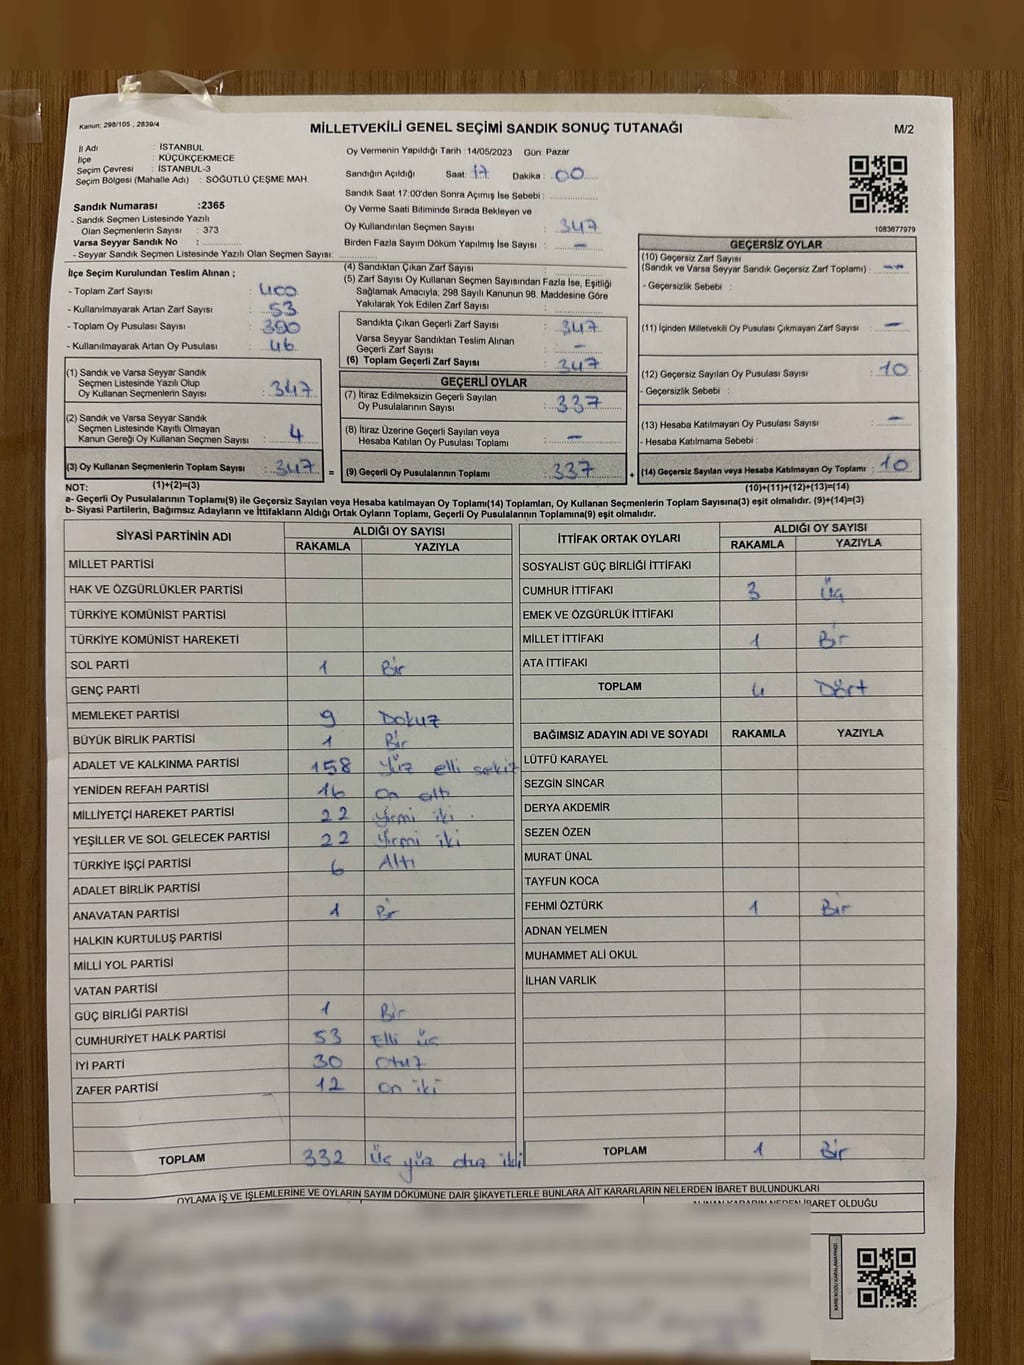 Kanun: 298/105 , 2839/4
MİLLETVEKİLİ GENEL SEÇİMİ SANDIK SONUÇ TUTANAĞI
M/2
İl Adı : İSTANBUL
İlçe : KÜÇÜKÇEKMECE
Seçim Çevresi : İSTANBUL-3
Seçim Bölgesi (Mahalle Adı) : SÖĞÜTLÜ ÇEŞME MAH.
Sandık Numarası :2365
- Sandık Seçmen Listesinde Yazılı
Olan Seçmenlerin Sayısı : 373
Varsa Seyyar Sandık No :
- Seyyar Sandık Seçmen Listesinde Yazılı Olan Seçmen Sayısı:
Oy Vermenin Yapıldığı Tarih :14/05/2023 Gün: Pazar
Sandığın Açıldığı Saat: 17 Dakika : 00
Sandık Saat 17:00'den Sonra Açımış İse Sebebi :
Oy Verme Saati Bitiminde Sırada Bekleyen ve
Oy Kullandırılan Seçmen Sayısı : 347
Birden Fazla Sayım Döküm Yapılmış İse Sayısı : —
1083677979
İlçe Seçim Kurulundan Teslim Alınan ;
- Toplam Zarf Sayısı : 400
- Kullanılmayarak Artan Zarf Sayısı : 53
- Toplam Oy Pusulası Sayısı : 390
- Kullanılmayarak Artan Oy Pusulası : 46
(1) Sandık ve Varsa Seyyar Sandık
Seçmen Listesinde Yazılı Olup
Oy Kullanan Seçmenlerin Sayısı : 347
(2) Sandık ve Varsa Seyyar Sandık
Seçmen Listesinde Kayıtlı Olmayan
Kanun Gereği Oy Kullanan Seçmen Sayısı : 4
(3) Oy Kullanan Seçmenlerin Toplam Sayısı : 347
(4) Sandıktan Çıkan Zarf Sayısı :
(5) Zarf Sayısı Oy Kullanan Seçmen Sayısından Fazla İse, Eşitliği
Sağlamak Amacıyla; 298 Sayılı Kanunun 98. Maddesine Göre
Yakılarak Yok Edilen Zarf Sayısı :
Sandıkta Çıkan Geçerli Zarf Sayısı : 347
Varsa Seyyar Sandıktan Teslim Alınan
Geçerli Zarf Sayısı : —
(6) Toplam Geçerli Zarf Sayısı : 347
GEÇERLİ OYLAR
(7) İtiraz Edilmeksizin Geçerli Sayılan
Oy Pusulalarının Sayısı : 337
(8) İtiraz Üzerine Geçerli Sayılan veya
Hesaba Katılan Oy Pusulası Toplamı : —
= (9) Geçerli Oy Pusulalarının Toplamı : 337 +
GEÇERSİZ OYLAR
(10) Geçersiz Zarf Sayısı
(Sandık ve Varsa Seyyar Sandık Geçersiz Zarf Toplamı) : —
- Geçersizlik Sebebi :
(11) İçinden Milletvekili Oy Pusulası Çıkmayan Zarf Sayısı : —
(12) Geçersiz Sayılan Oy Pusulası Sayısı : 10
- Geçersizlik Sebebi :
(13) Hesaba Katılmayan Oy Pusulası Sayısı : —
- Hesaba Katılmama Sebebi :
(14) Geçersiz Sayılan veya Hesaba Katılmayan Oy Toplamı : 10
NOT: (1)+(2)=(3) (10)+(11)+(12)+(13)=(14)
a- Geçerli Oy Pusulalarının Toplamı(9) ile Geçersiz Sayılan veya Hesaba katılmayan Oy Toplamı(14) Toplamları, Oy Kullanan Seçmenlerin Toplam Sayısına(3) eşit olmalıdır. (9)+(14)=(3)
b- Siyasi Partilerin, Bağımsız Adayların ve İttifakların Aldığı Ortak Oyların Toplamı, Geçerli Oy Pusulalarının Toplamına(9) eşit olmalıdır.
SİYASİ PARTİNİN ADI ALDIĞI OY SAYISI
RAKAMLA YAZIYLA
MİLLET PARTİSİ
HAK VE ÖZGÜRLÜKLER PARTİSİ
TÜRKİYE KOMÜNİST PARTİSİ
TÜRKİYE KOMÜNİST HAREKETİ
SOL PARTİ 1 Bir
GENÇ PARTİ
MEMLEKET PARTİSİ 9 Dokuz
BÜYÜK BİRLİK PARTİSİ 1 Bir
ADALET VE KALKINMA PARTİSİ 158 Yüz elli sekiz
YENİDEN REFAH PARTİSİ 16 On altı
MİLLİYETÇİ HAREKET PARTİSİ 22 Yirmi iki
YEŞİLLER VE SOL GELECEK PARTİSİ 22 Yirmi iki
TÜRKİYE İŞÇİ PARTİSİ 6 Altı
ADALET BİRLİK PARTİSİ
ANAVATAN PARTİSİ 1 Bir
HALKIN KURTULUŞ PARTİSİ
MİLLİ YOL PARTİSİ
VATAN PARTİSİ
GÜÇ BİRLİĞİ PARTİSİ 1 Bir
CUMHURİYET HALK PARTİSİ 53 Elli üç
İYİ PARTİ 30 Otuz
ZAFER PARTİSİ 12 On iki
TOPLAM 332 Üç yüz otuz iki
İTTİFAK ORTAK OYLARI ALDIĞI OY SAYISI
RAKAMLA YAZIYLA
SOSYALİST GÜÇ BİRLİĞİ İTTİFAKI
CUMHUR İTTİFAKI 3 Üç
EMEK VE ÖZGÜRLÜK İTTİFAKI
MİLLET İTTİFAKI 1 Bir
ATA İTTİFAKI
TOPLAM 4 Dört
BAĞIMSIZ ADAYIN ADI VE SOYADI RAKAMLA YAZIYLA
LÜTFÜ KARAYEL
SEZGİN SİNCAR
DERYA AKDEMİR
SEZEN ÖZEN
MURAT ÜNAL
TAYFUN KOCA
FEHMİ ÖZTÜRK 1 Bir
ADNAN YELMEN
MUHAMMET ALİ OKUL
İLHAN VARLIK
TOPLAM 1 Bir
OYLAMA İŞ VE İŞLEMLERİNE VE OYLARIN SAYIM DÖKÜMÜNE DAİR ŞİKAYETLERLE BUNLARA AİT KARARLARIN NELERDEN İBARET BULUNDUKLARI
ALINAN KARARIN NEDEN İBARET OLDUĞU
KARE KODU KARALAMAYINIZ!